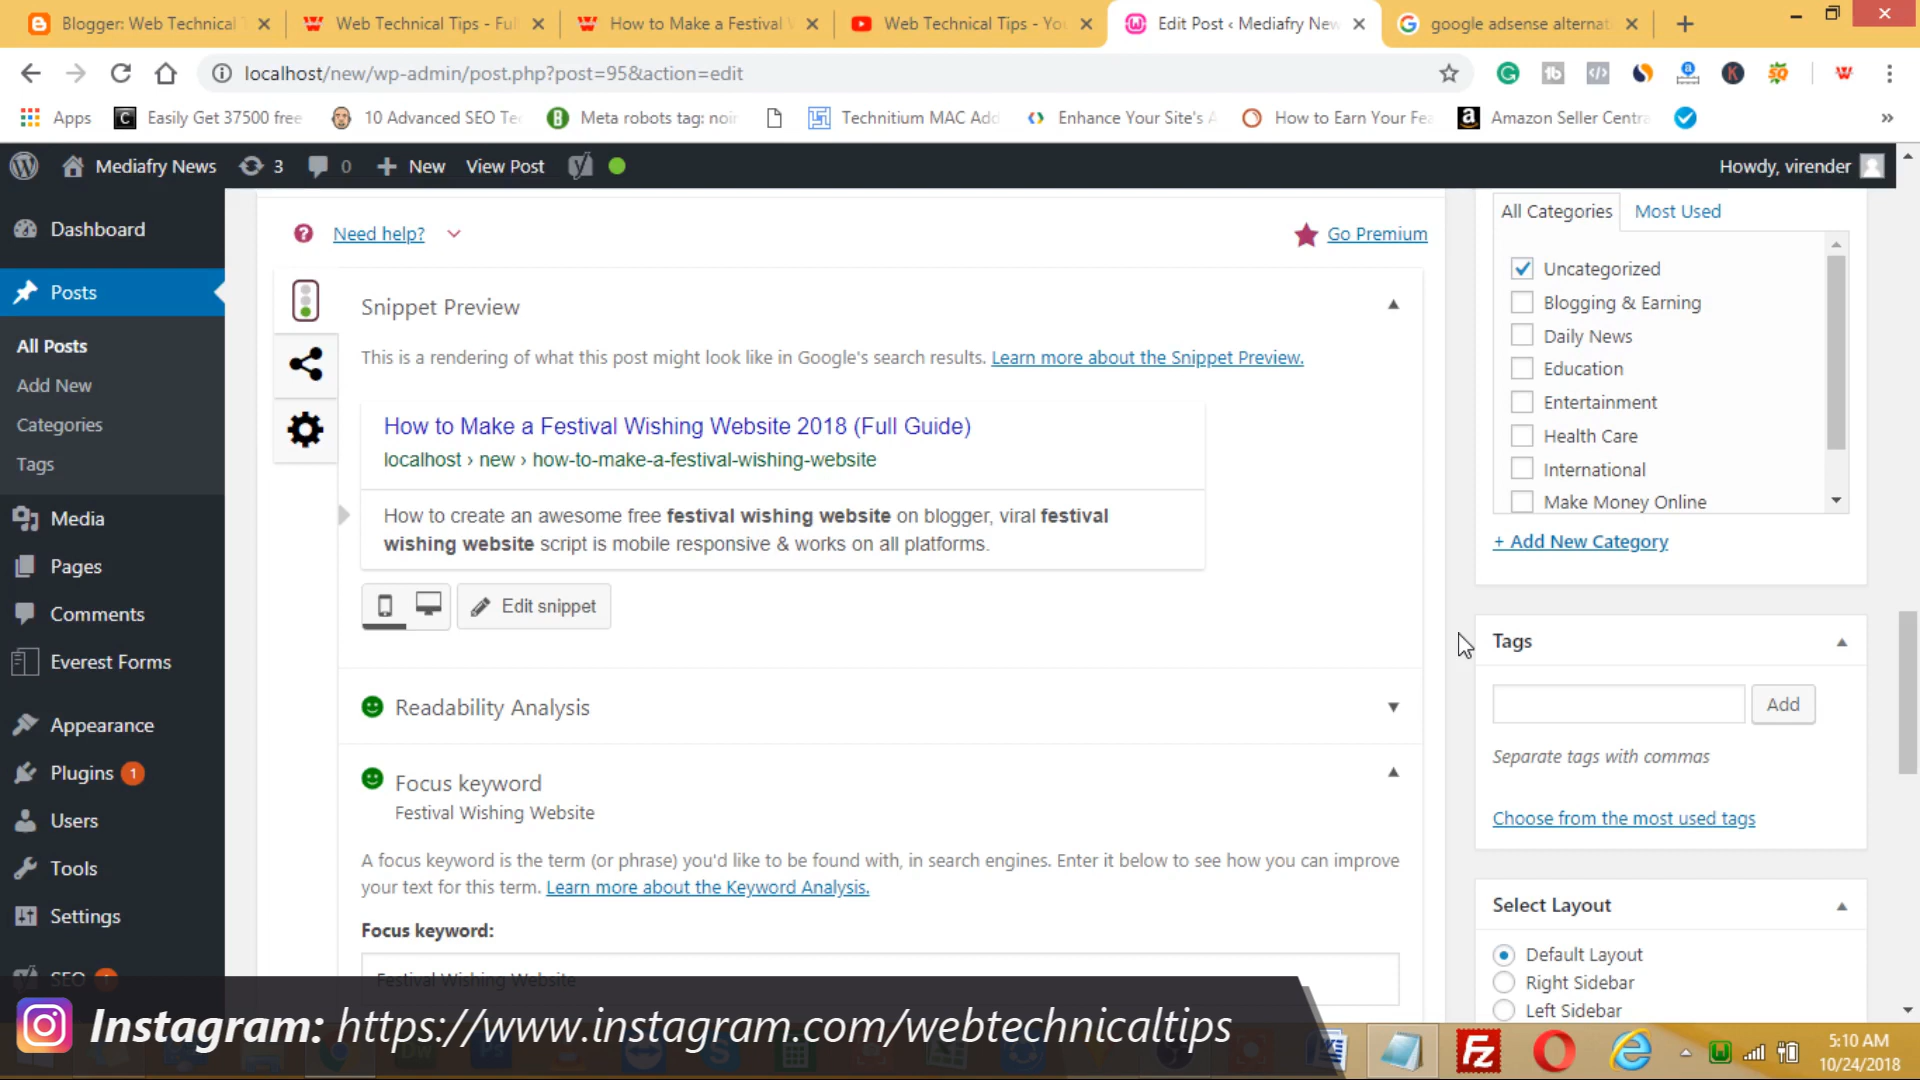 Blogger: Web Technical T
Web Technical Tips - Ful
How to Make a Festival W
Web Technical Tips - Yo
Edit Post ‹ Mediafry New
google adsense alternat
localhost/new/wp-admin/post.php?post=95&action=edit
Apps
Easily Get 37500 free
10 Advanced SEO Te
Meta robots tag: noin
Technitium MAC Add
Enhance Your Site's A
How to Earn Your Fea
Amazon Seller Centra
»
Mediafry News
3
0
New
View Post
Howdy, virender
Dashboard
Posts
All Posts
Add New
Categories
Tags
Media
Pages
Comments
Everest Forms
Appearance
Plugins 1
Users
Tools
Settings
SEO
Need help?
Go Premium
Snippet Preview
This is a rendering of what this post might look like in Google's search results. Learn more about the Snippet Preview.
How to Make a Festival Wishing Website 2018 (Full Guide)
localhost › new › how-to-make-a-festival-wishing-website
How to create an awesome free festival wishing website on blogger, viral festival
wishing website script is mobile responsive & works on all platforms.
Edit snippet
Readability Analysis
Focus keyword
Festival Wishing Website
A focus keyword is the term (or phrase) you'd like to be found with, in search engines. Enter it below to see how you can improve
your text for this term. Learn more about the Keyword Analysis.
Focus keyword:
Festival Wishing Website
All Categories
Most Used
Uncategorized
Blogging & Earning
Daily News
Education
Entertainment
Health Care
International
Make Money Online
+ Add New Category
Tags
Add
Separate tags with commas
Choose from the most used tags
Select Layout
Default Layout
Right Sidebar
Left Sidebar
Instagram: https://www.instagram.com/webtechnicaltips
5:10 AM
10/24/2018